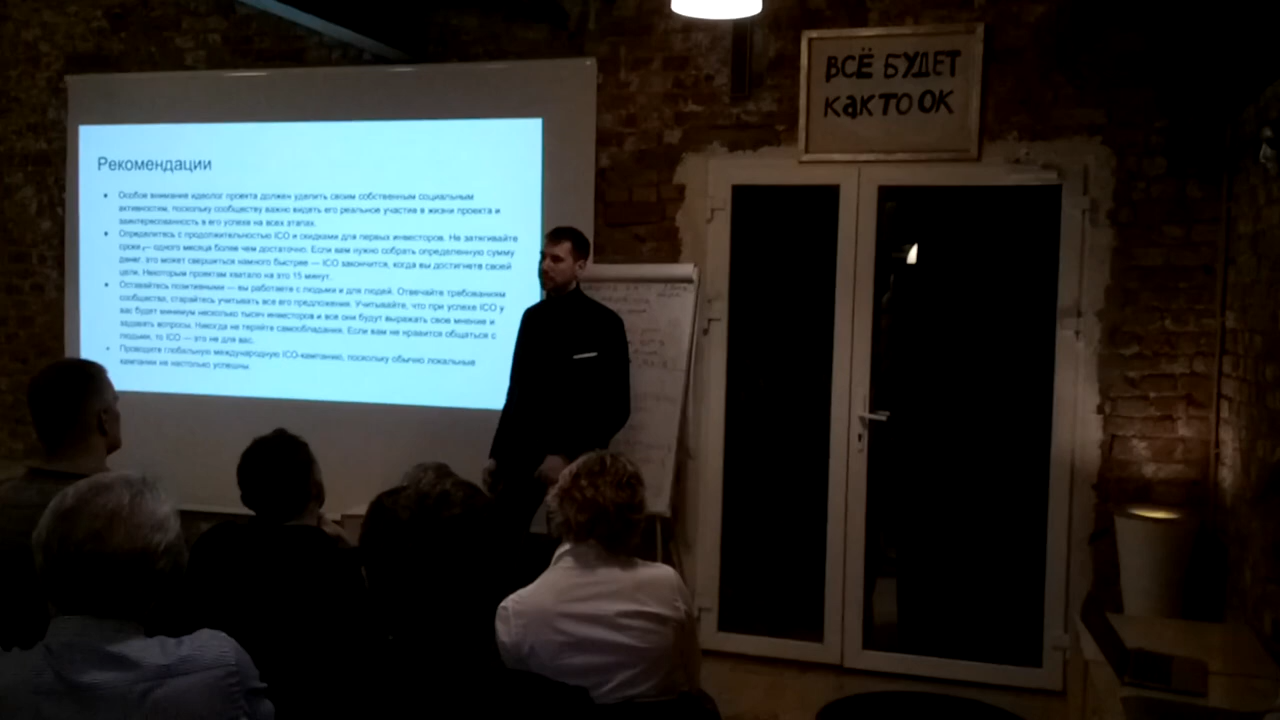 ВСЁ БУДЕТ
КАКТО ОК
Рекомендации
Особое внимание идеолог проекта должен уделить своим собственным социальным
активностям, поскольку сообществу важно видеть его реальное участие в жизни проекта и
заинтересованность в его успехе на всех этапах.
Определитесь с продолжительностью ICO и скидками для первых инвесторов. Не затягивайте
сроки — одного месяца более чем достаточно. Если вам нужно собрать определенную сумму
денег, это может свершиться намного быстрее — ICO закончится, когда вы достигнете своей
цели. Некоторым проектам хватало на это 15 минут.
Оставайтесь позитивными — вы работаете с людьми и для людей. Отвечайте требованиям
сообщества, старайтесь учитывать все его предложения. Учитывайте, что при успехе ICO у
вас будет минимум несколько тысяч инвесторов и все они будут выражать свое мнение и
задавать вопросы. Никогда не теряйте самообладания. Если вам не нравится общаться с
людьми, то ICO — это не для вас.
Проводите глобальную международную ICO-кампанию, поскольку обычно локальные
кампании не настолько успешны.